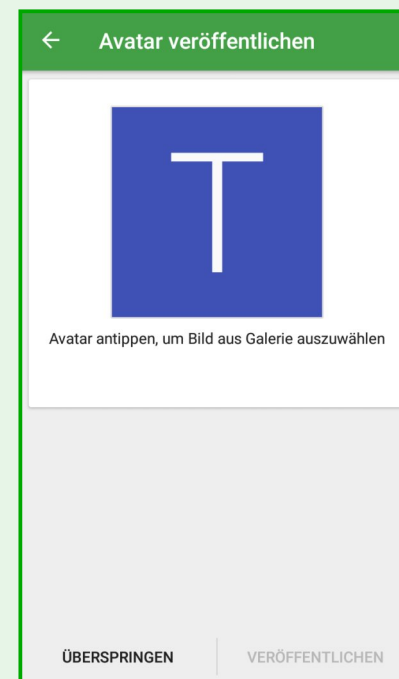 Avatar veröffentlichen
T
Avatar antippen, um Bild aus Galerie auszuwählen
ÜBERSPRINGEN
VERÖFFENTLICHEN